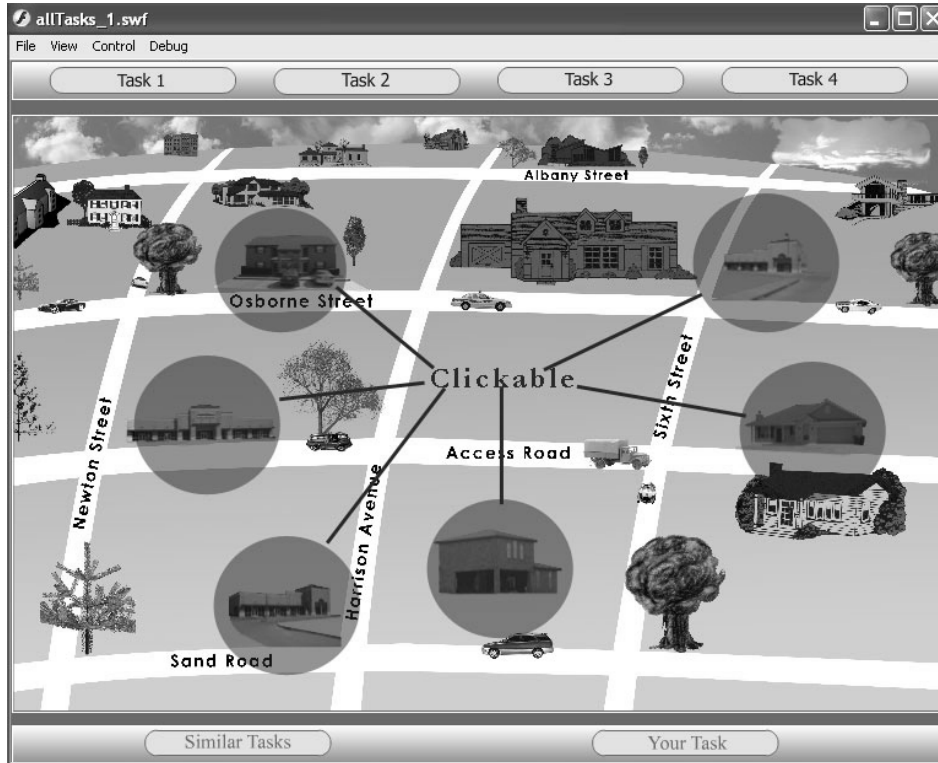 allTasks_1.swf
File View Control Debug
Task 1 Task 2 Task 3 Task 4
Albany Street
Osborne Street
Clickable
Sixth Street
Newton Street
Access Road
Harrison Avenue
Sand Road
Similar Tasks Your Task